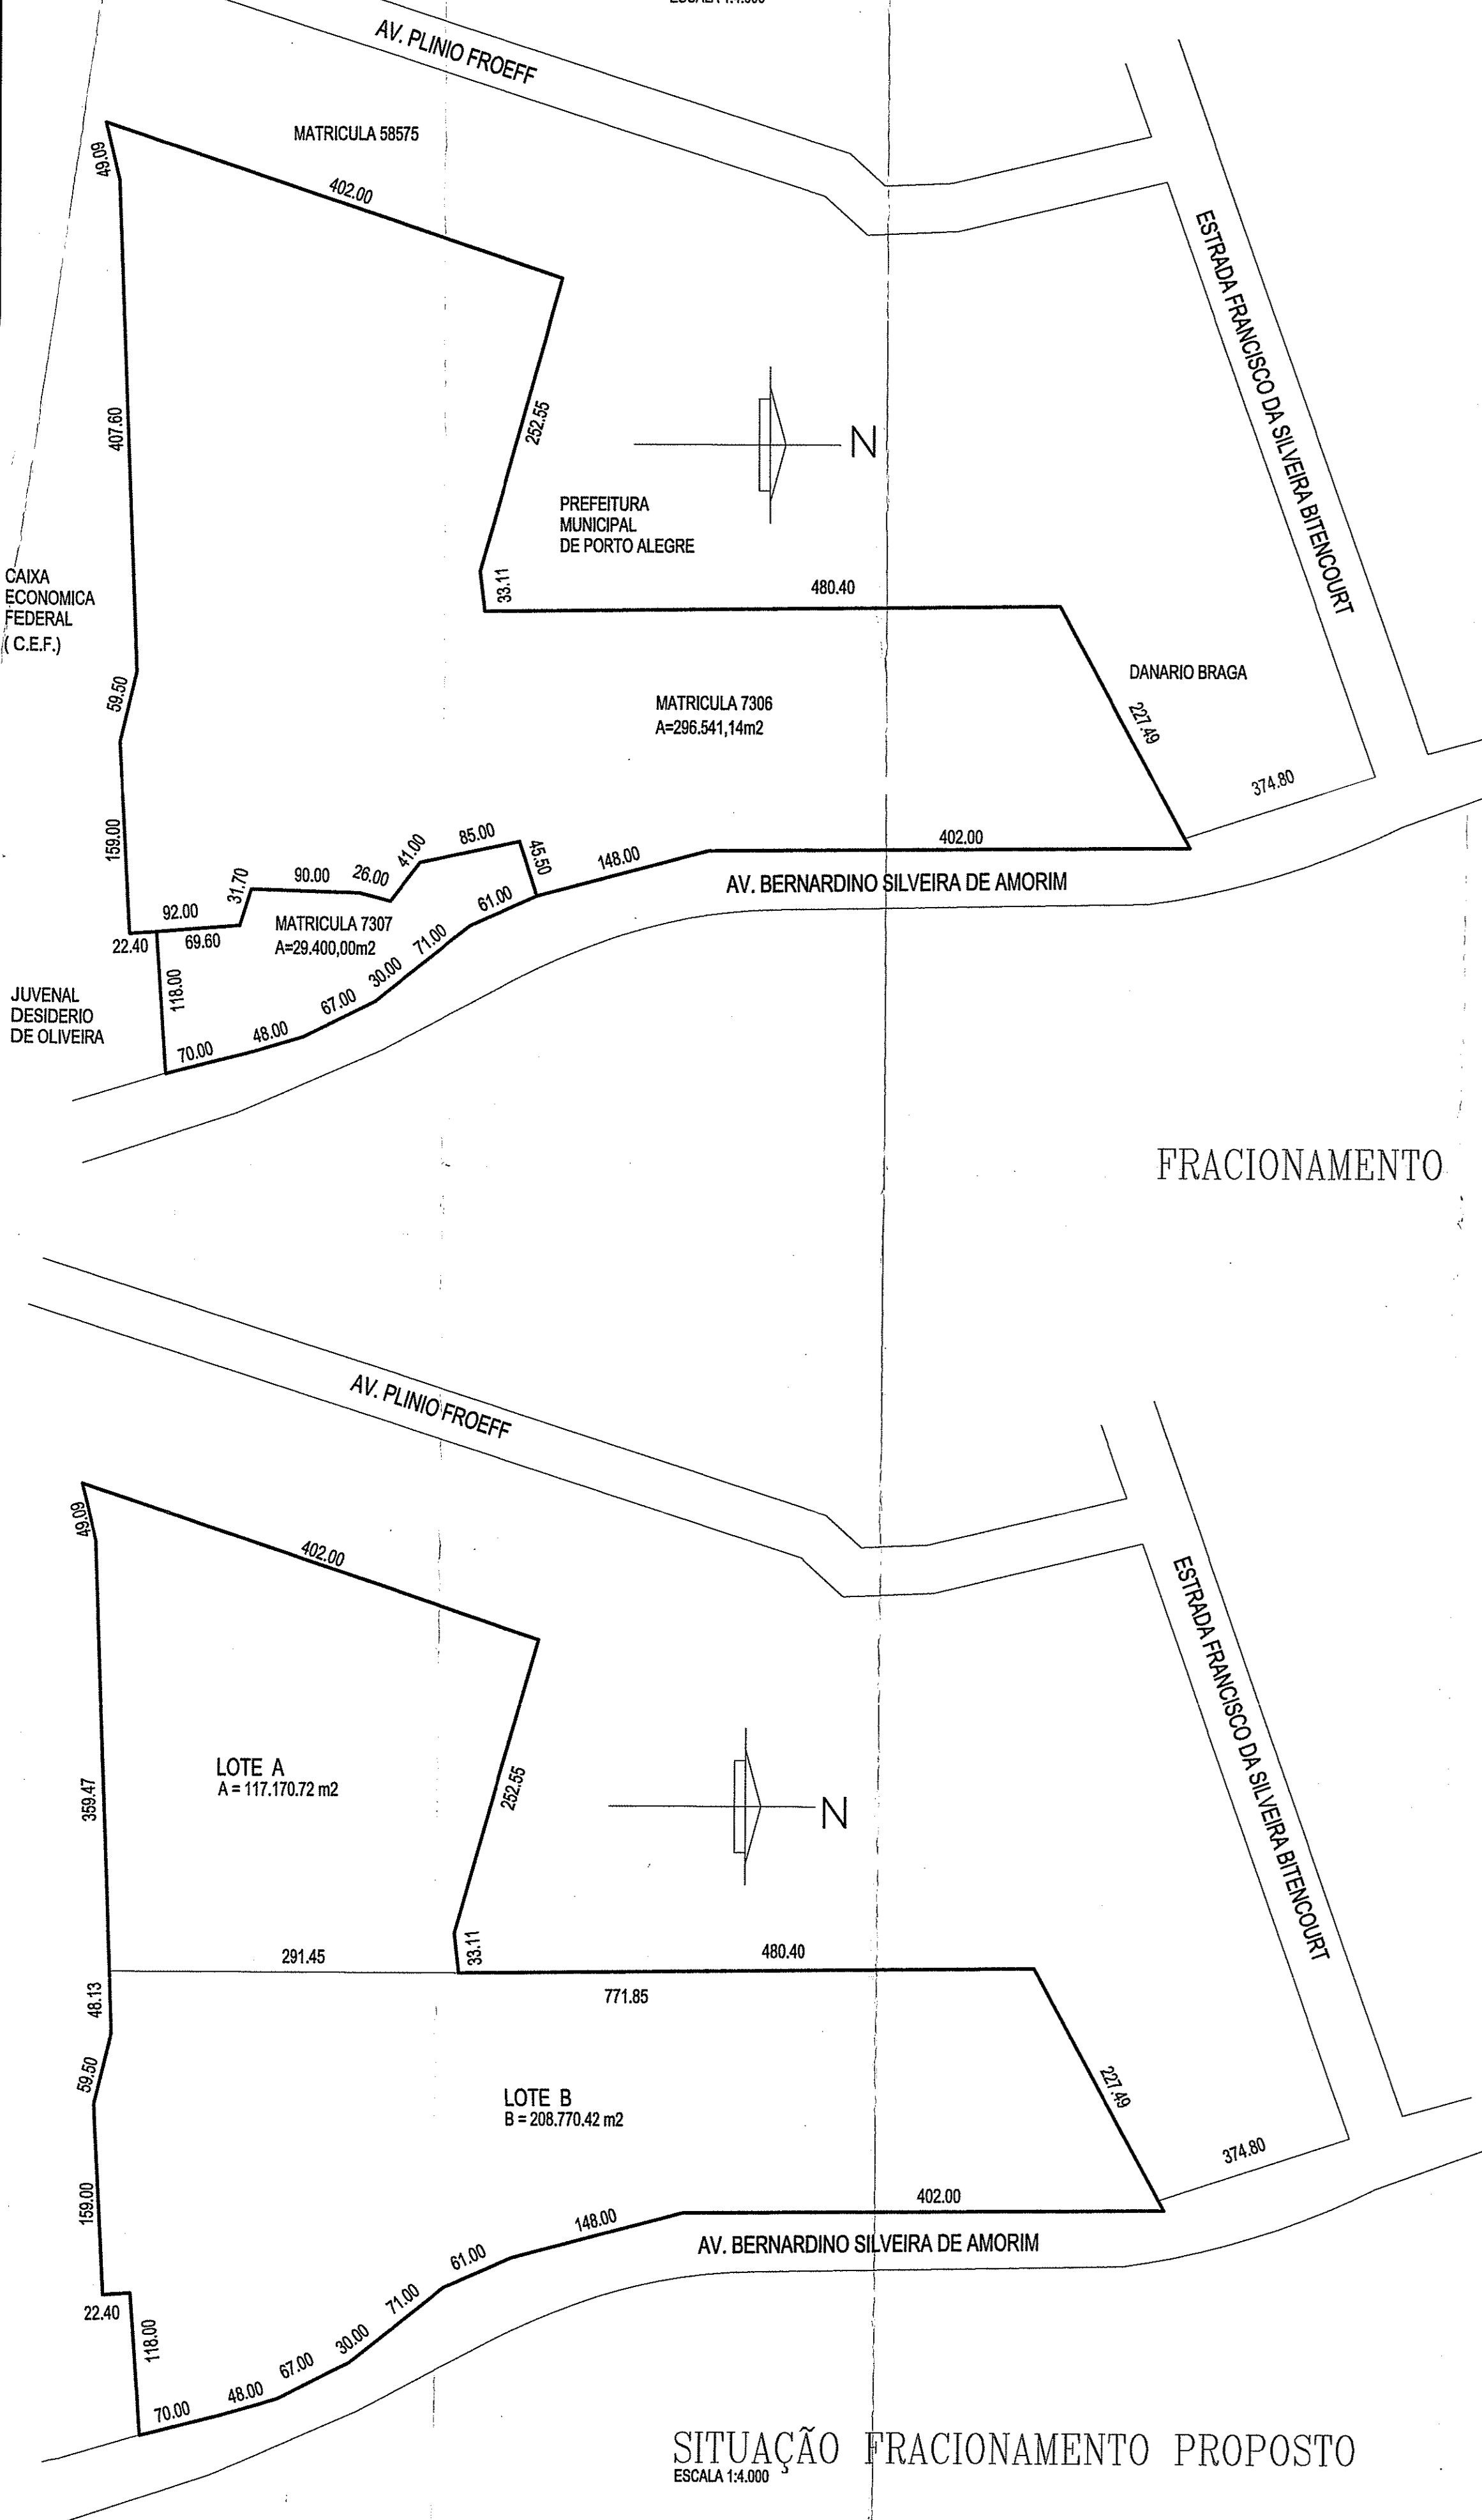 ESCALA 1:4.000
AV. PLINIO FROEFF
MATRICULA 58575
49.09
402.00
ESTRADA FRANCISCO DA SILVEIRA BITENCOURT
407.60
252.55
N
PREFEITURA
MUNICIPAL
DE PORTO ALEGRE
33.11
480.40
CAIXA
ECONOMICA
FEDERAL
( C.E.F.)
59.50
MATRICULA 7306
A=296.541,14m2
DANARIO BRAGA
227.49
374.80
159.00
85.00
41.00
45.50
148.00
402.00
31.70
90.00
26.00
61.00
AV. BERNARDINO SILVEIRA DE AMORIM
92.00
22.40
69.60
MATRICULA 7307
A=29.400,00m2
71.00
30.00
118.00
67.00
48.00
70.00
JUVENAL
DESIDERIO
DE OLIVEIRA
FRACIONAMENTO
AV. PLINIO FROEFF
49.09
402.00
ESTRADA FRANCISCO DA SILVEIRA BITENCOURT
LOTE A
A = 117.170.72 m2
359.47
252.55
N
33.11
291.45
480.40
771.85
48.13
59.50
LOTE B
B = 208.770.42 m2
227.49
374.80
159.00
148.00
402.00
AV. BERNARDINO SILVEIRA DE AMORIM
61.00
71.00
22.40
118.00
30.00
67.00
48.00
70.00
SITUAÇÃO FRACIONAMENTO PROPOSTO
ESCALA 1:4.000